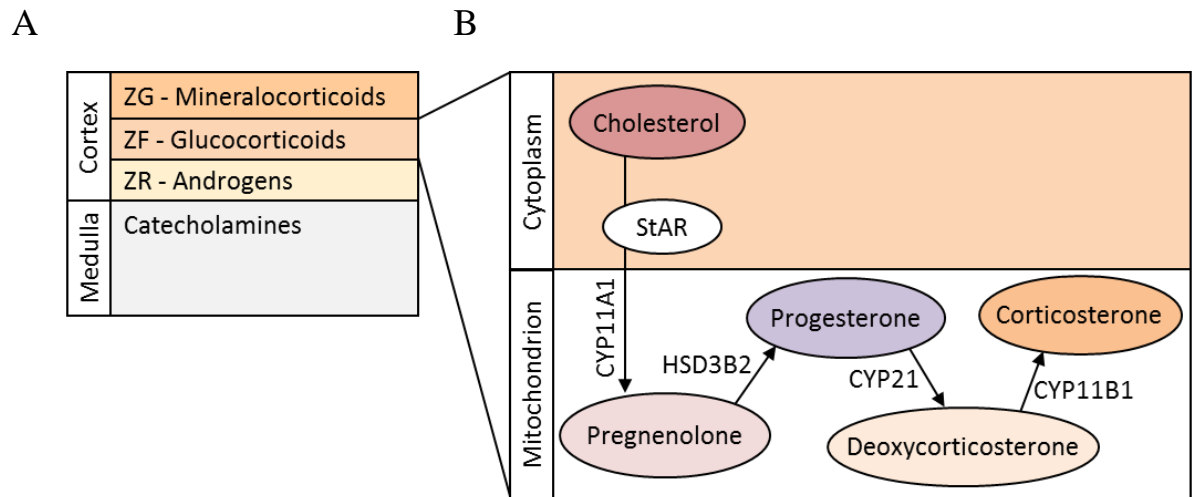 A
B
Cortex
ZG - Mineralocorticoids
ZF - Glucocorticoids
ZR - Androgens
Medulla
Catecholamines
Cytoplasm
Cholesterol
StAR
Mitochondrion
CYP11A1
Pregnenolone
HSD3B2
Progesterone
CYP21
Deoxycorticosterone
CYP11B1
Corticosterone